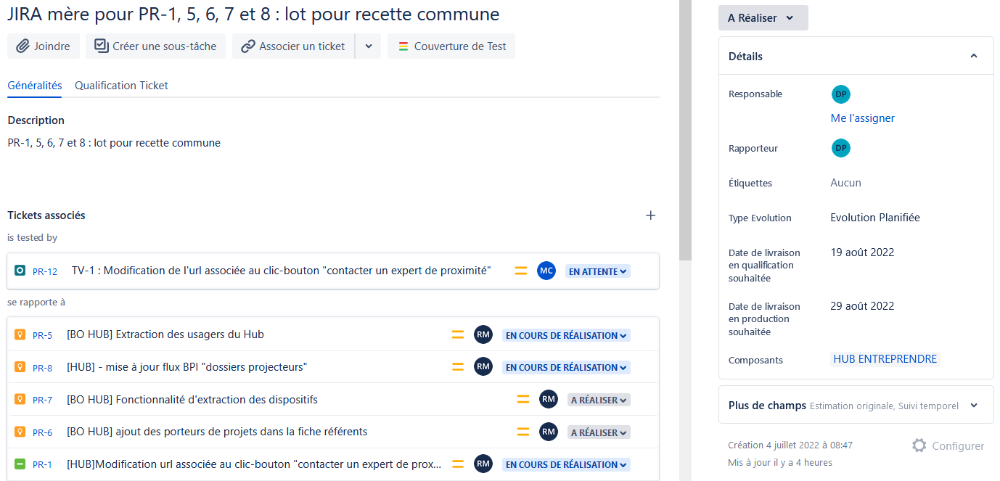 JIRA mère pour PR-1, 5, 6, 7 et 8 : lot pour recette commune
Joindre
Créer une sous-tâche
Associer un ticket
Couverture de Test
Généralités
Qualification Ticket
Description
PR-1, 5, 6, 7 et 8 : lot pour recette commune
Tickets associés
is tested by
PR-12 TV-1 : Modification de l'url associée au clic-bouton "contacter un expert de proximité" MC EN ATTENTE
se rapporte à
PR-5 [BO HUB] Extraction des usagers du Hub RM EN COURS DE RÉALISATION
PR-8 [HUB] - mise à jour flux BPI "dossiers projecteurs" RM EN COURS DE RÉALISATION
PR-7 [BO HUB] Fonctionnalité d'extraction des dispositifs RM A RÉALISER
PR-6 [BO HUB] ajout des porteurs de projets dans la fiche référents RM A RÉALISER
PR-1 [HUB]Modification url associée au clic-bouton "contacter un expert de prox... RM EN COURS DE RÉALISATION
A Réaliser
Détails
Responsable DP
Me l'assigner
Rapporteur DP
Étiquettes Aucun
Type Evolution Evolution Planifiée
Date de livraison 19 août 2022
en qualification
souhaitée
Date de livraison 29 août 2022
en production
souhaitée
Composants HUB ENTREPRENDRE
Plus de champs Estimation originale, Suivi temporel
Création 4 juillet 2022 à 08:47 Configurer
Mis à jour il y a 4 heures